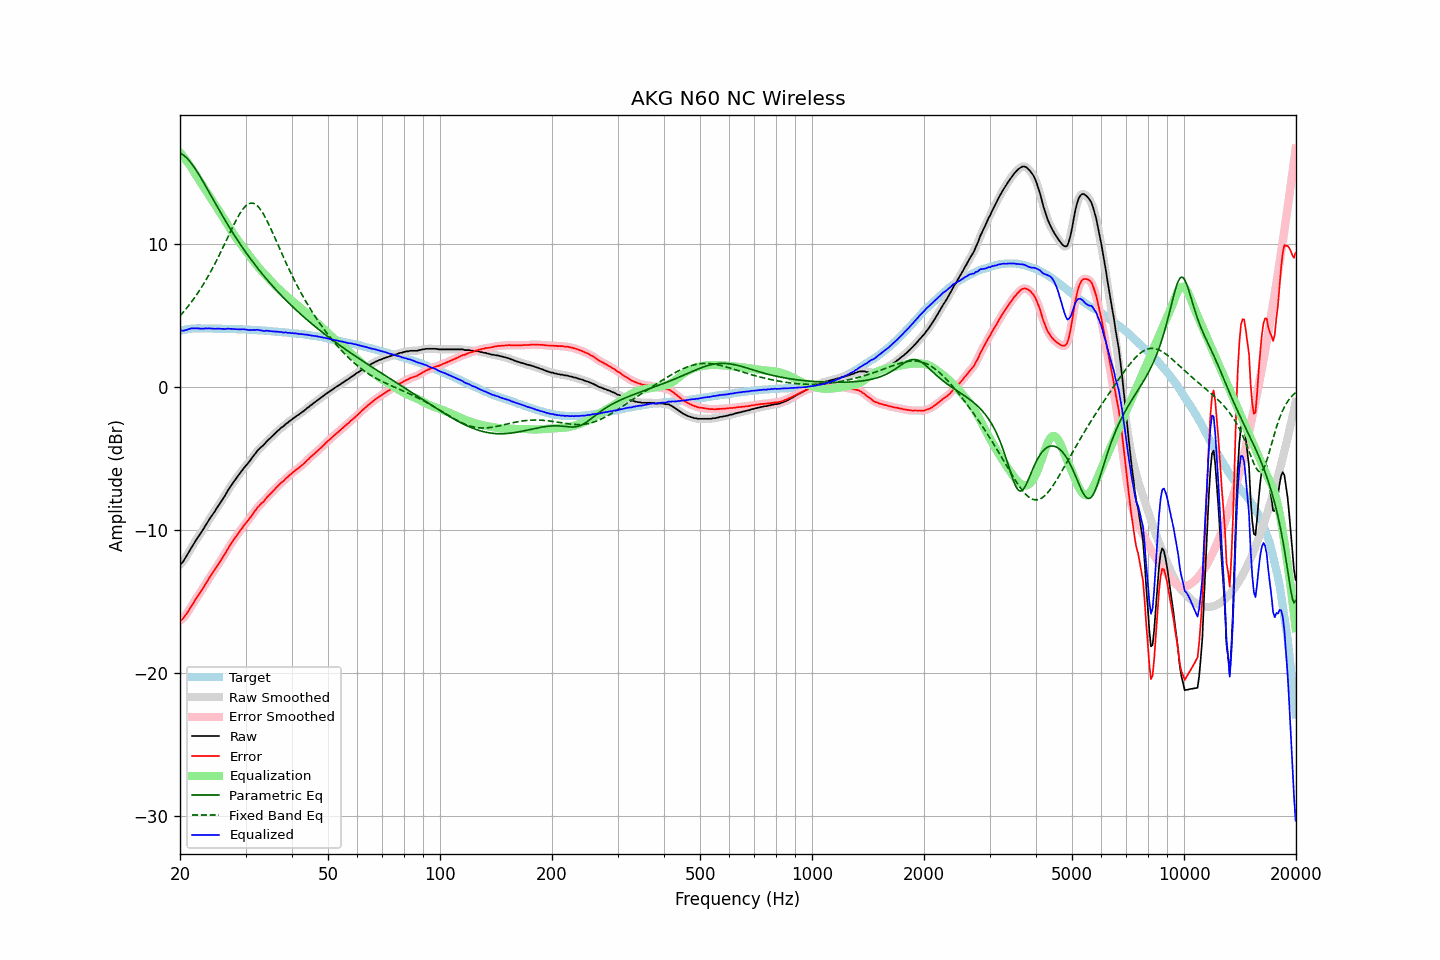 AKG N60 NC Wireless
Amplitude (dBr)
10
0
−10
−20
−30
Target
Raw Smoothed
Error Smoothed
Raw
Error
Equalization
Parametric Eq
Fixed Band Eq
Equalized
20 50 100 200 500 1000 2000 5000 10000 20000
Frequency (Hz)